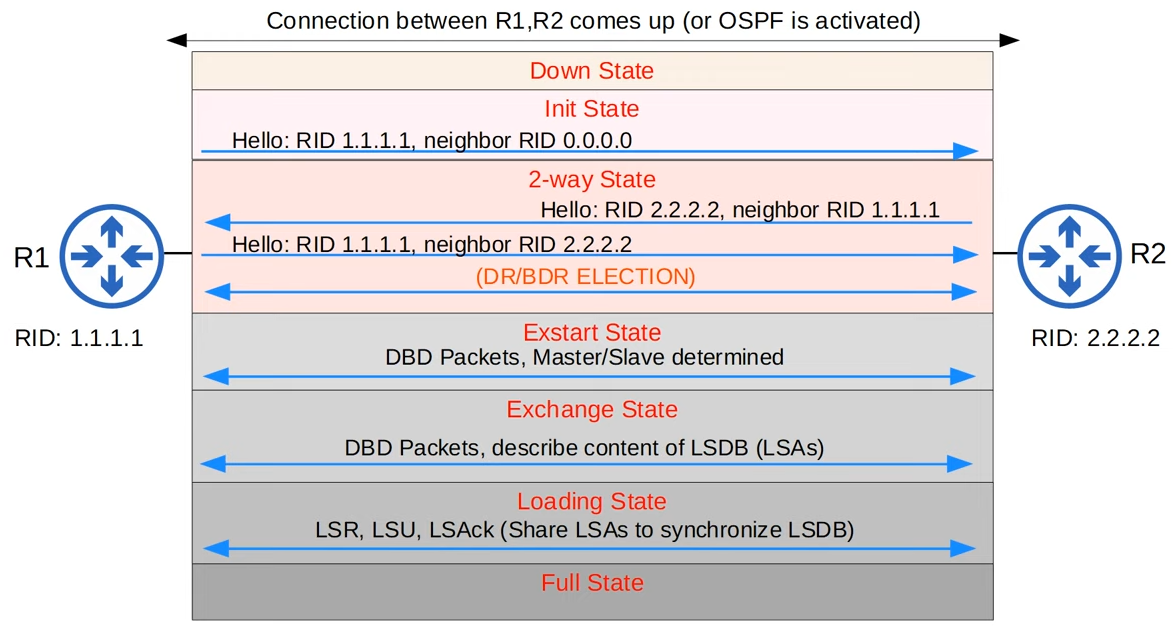 Connection between R1,R2 comes up (or OSPF is activated)
Down State
Init State
Hello: RID 1.1.1.1, neighbor RID 0.0.0.0
2-way State
Hello: RID 2.2.2.2, neighbor RID 1.1.1.1
Hello: RID 1.1.1.1, neighbor RID 2.2.2.2
(DR/BDR ELECTION)
R1
RID: 1.1.1.1
R2
RID: 2.2.2.2
Exstart State
DBD Packets, Master/Slave determined
Exchange State
DBD Packets, describe content of LSDB (LSAs)
Loading State
LSR, LSU, LSAck (Share LSAs to synchronize LSDB)
Full State